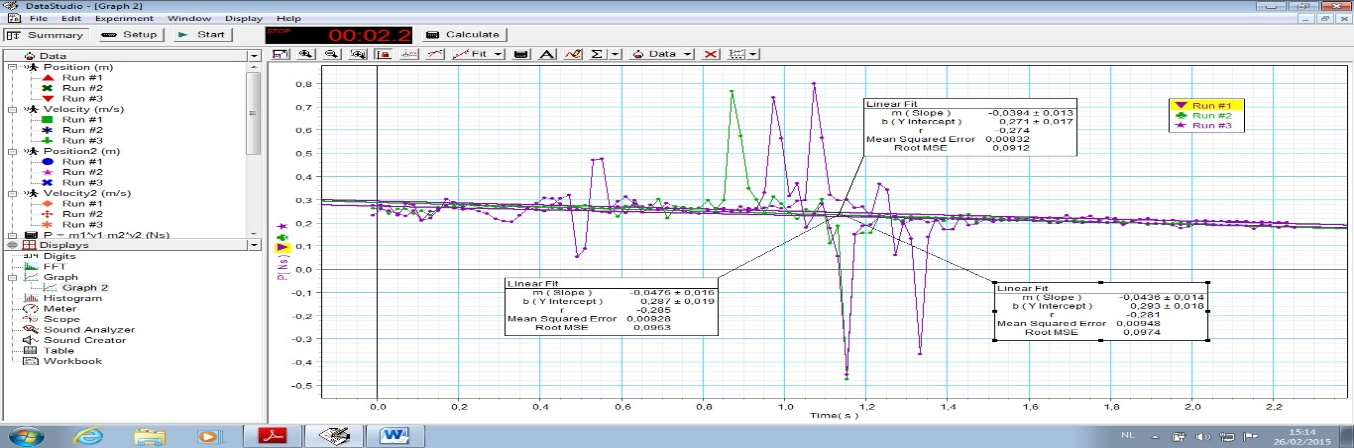 DataStudio - [Graph 2]
File Edit Experiment Window Display Help
Summary Setup Start STOP 00:02.2 Calculate
Fit A Σ Data
Data
Position (m)
Run #1
Run #2
Run #3
Velocity (m/s)
Run #1
Run #2
Run #3
Position2 (m)
Run #1
Run #2
Run #3
Velocity2 (m/s)
Run #1
Run #2
Run #3
P = m1*v1-m2*v2 (Ns)
Displays
Digits
FFT
Graph
Graph 2
Histogram
Meter
Scope
Sound Analyzer
Sound Creator
Table
Workbook
P(Ns)
0,8
0,7
0,6
0,5
0,4
0,3
0,2
0,1
0,0
-0,1
-0,2
-0,3
-0,4
-0,5
Linear Fit
m ( Slope ) -0,0394 ± 0,013
b ( Y Intercept ) 0,271 ± 0,017
r -0,274
Mean Squared Error 0,00832
Root MSE 0,0912
Run #1
Run #2
Run #3
Linear Fit
m ( Slope ) -0,0476 ± 0,016
b ( Y Intercept ) 0,287 ± 0,019
r -0,285
Mean Squared Error 0,00928
Root MSE 0,0963
Linear Fit
m ( Slope ) -0,0436 ± 0,014
b ( Y Intercept ) 0,293 ± 0,018
r -0,281
Mean Squared Error 0,00948
Root MSE 0,0974
0,0 0,2 0,4 0,6 0,8 1,0 1,2 1,4 1,6 1,8 2,0 2,2
Time( s )
NL
15:14
26/02/2015